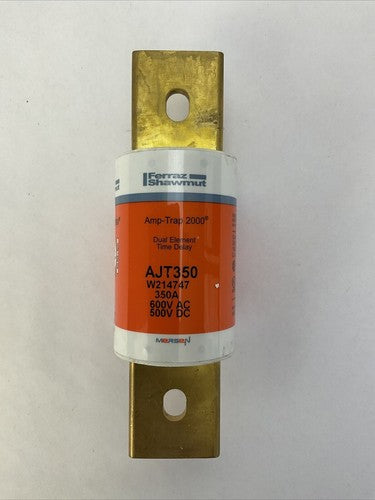 Ferraz
Shawmut
Amp-Trap 2000®
Dual Element
Time Delay
AJT350
W214747
350A
600V AC
500V DC
MERSEN